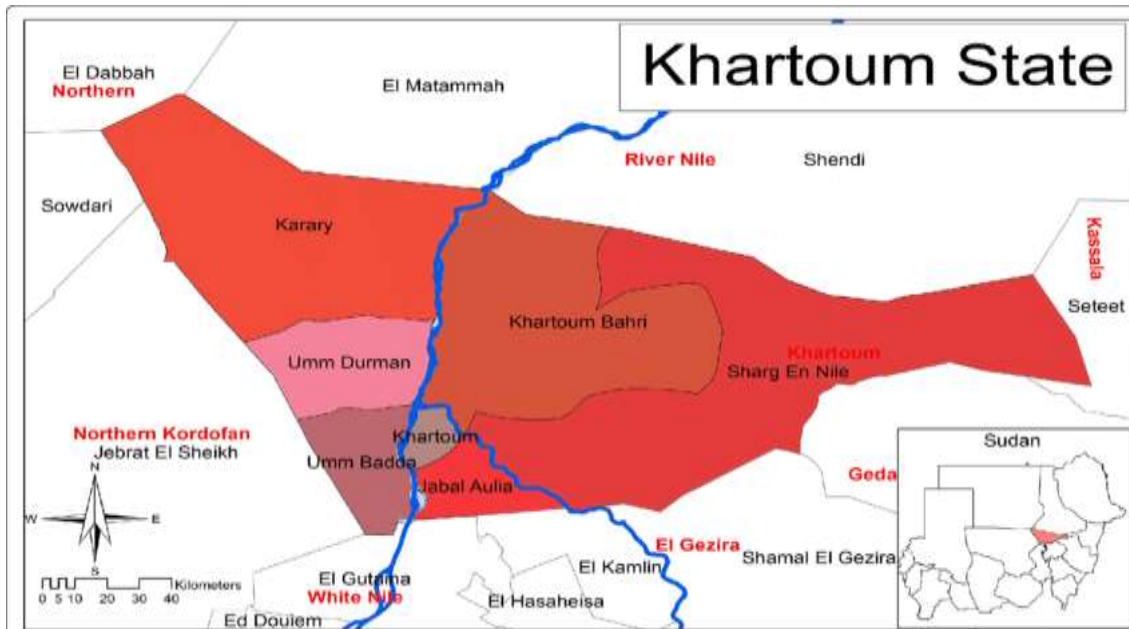 Khartoum State
El Dabbah
Northern
El Matammah
River Nile
Shendi
Sowdari
Karary
Kassala
Seteet
Khartoum Bahri
Umm Durman
Khartoum
Sharg En Nile
Northern Kordofan
Jebrat El Sheikh
Khartoum
Umm Badda
Jabal Aulia
Geda
Sudan
N
W E
S
Kilometers
0 5 10 20 30 40
El Gezira
Shamal El Gezira
El Kamlin
El Gutaina
White Nile
El Hasaheisa
Ed Douiem